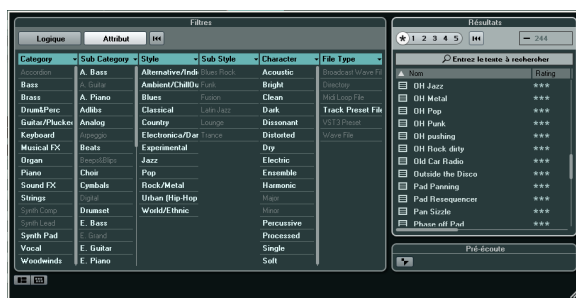 Filtres
Logique
Attribut
Category
Sub Category
Style
Sub Style
Character
File Type
Accordion
A. Bass
Alternative/Indi
Blues Rock
Acoustic
Broadcast Wave Fil
Bass
A. Guitar
Ambient/ChillOu
Funk
Bright
Directory
Brass
A. Piano
Blues
Fusion
Clean
Midi Loop File
Drum&Perc
Adlibs
Classical
Latin Jazz
Dark
Track Preset File
Guitar/Plucked
Analog
Country
Lounge
Dissonant
VST3 Preset
Keyboard
Arpeggio
Electronica/Dan
Trance
Distorted
Wave File
Musical FX
Beats
Experimental
Dry
Organ
Beeps&Blips
Jazz
Electric
Piano
Choir
Pop
Ensemble
Sound FX
Cymbals
Rock/Metal
Harmonic
Strings
Digital
Urban (Hip-Hop
Major
Synth Comp
Drumset
World/Ethnic
Minor
Synth Lead
E. Bass
Percussive
Synth Pad
E. Grand
Processed
Vocal
E. Guitar
Single
Woodwinds
E. Piano
Soft
Résultats
1 2 3 4 5
244
Entrez le texte à rechercher
Nom
Rating
OH Jazz ***
OH Metal ***
OH Pop ***
OH Punk ***
OH pushing ***
OH Rock dirty ***
Old Car Radio ***
Outside the Disco ***
Pad Panning ***
Pad Resequencer ***
Pan Sizzle ***
Phase off Pad ***
Pré-écoute